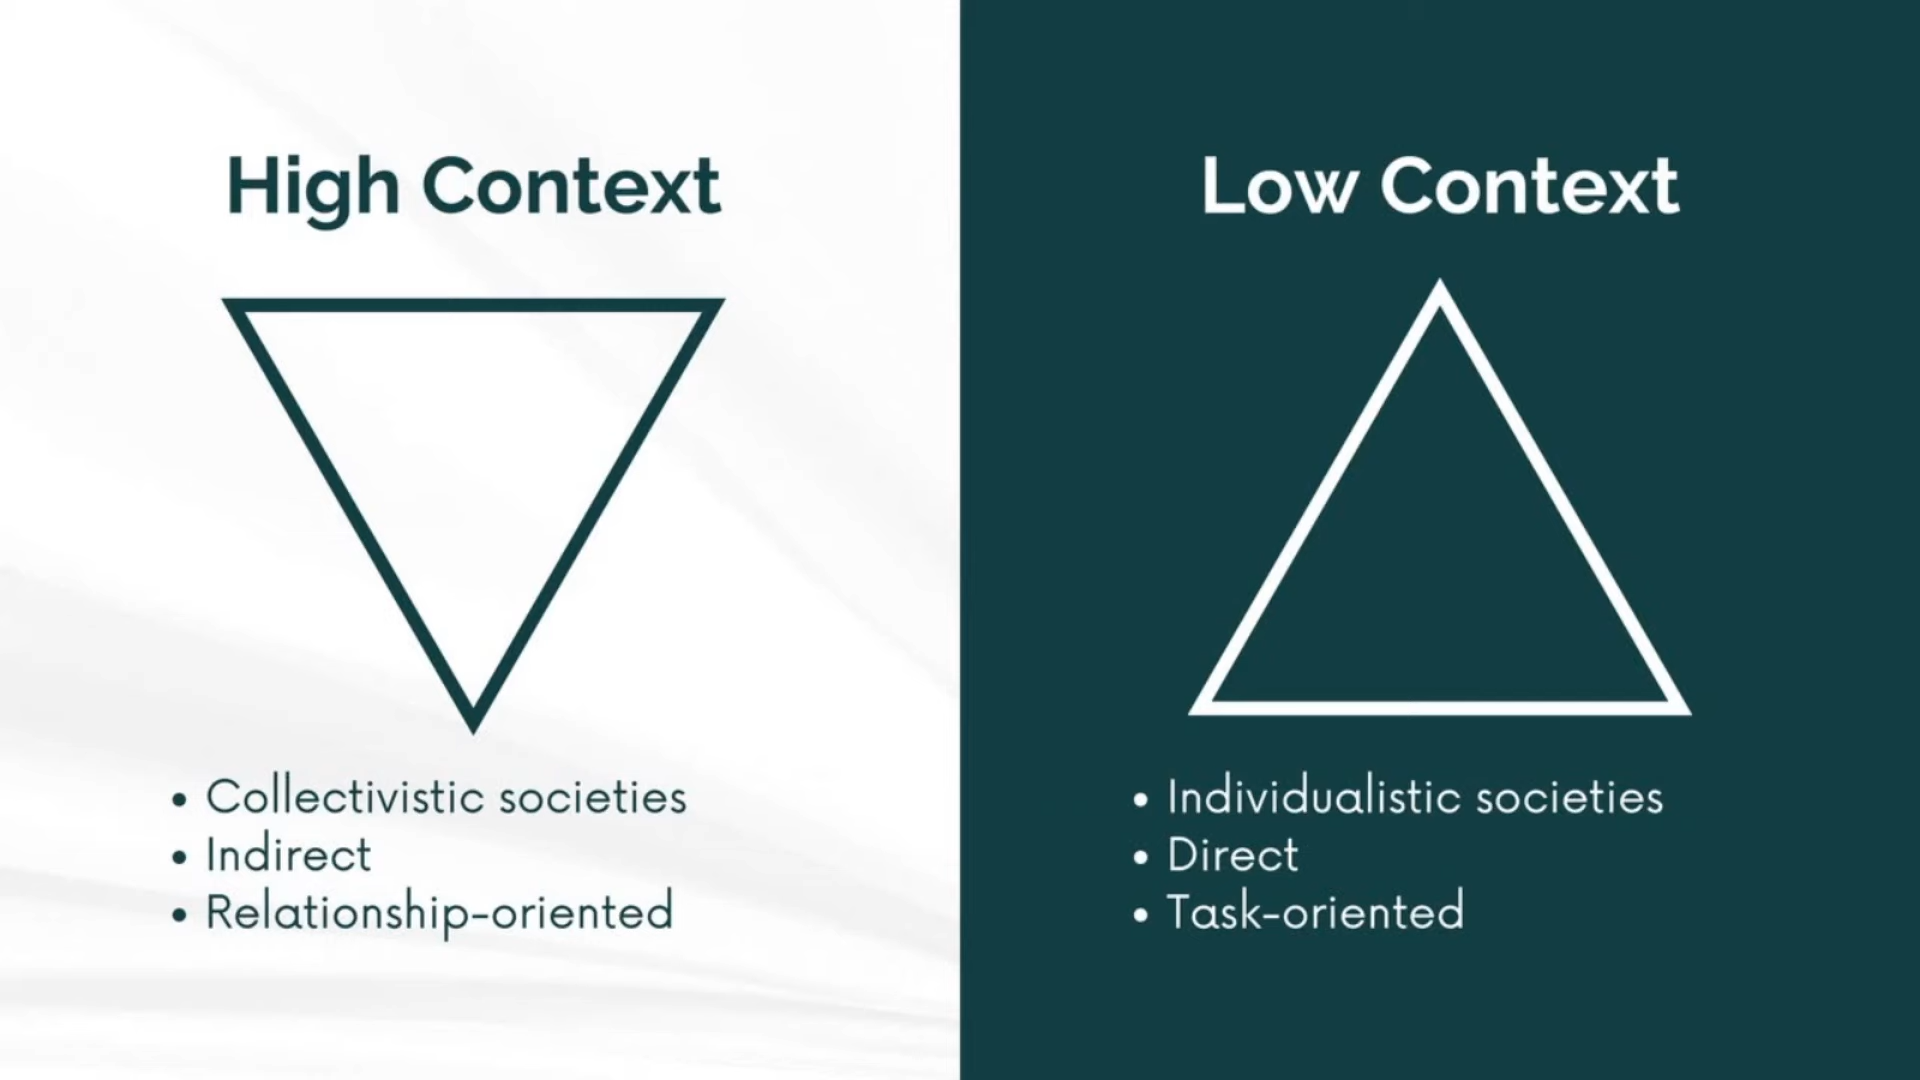 High Context
• Collectivistic societies
• Indirect
• Relationship-oriented
Low Context
• Individualistic societies
• Direct
• Task-oriented